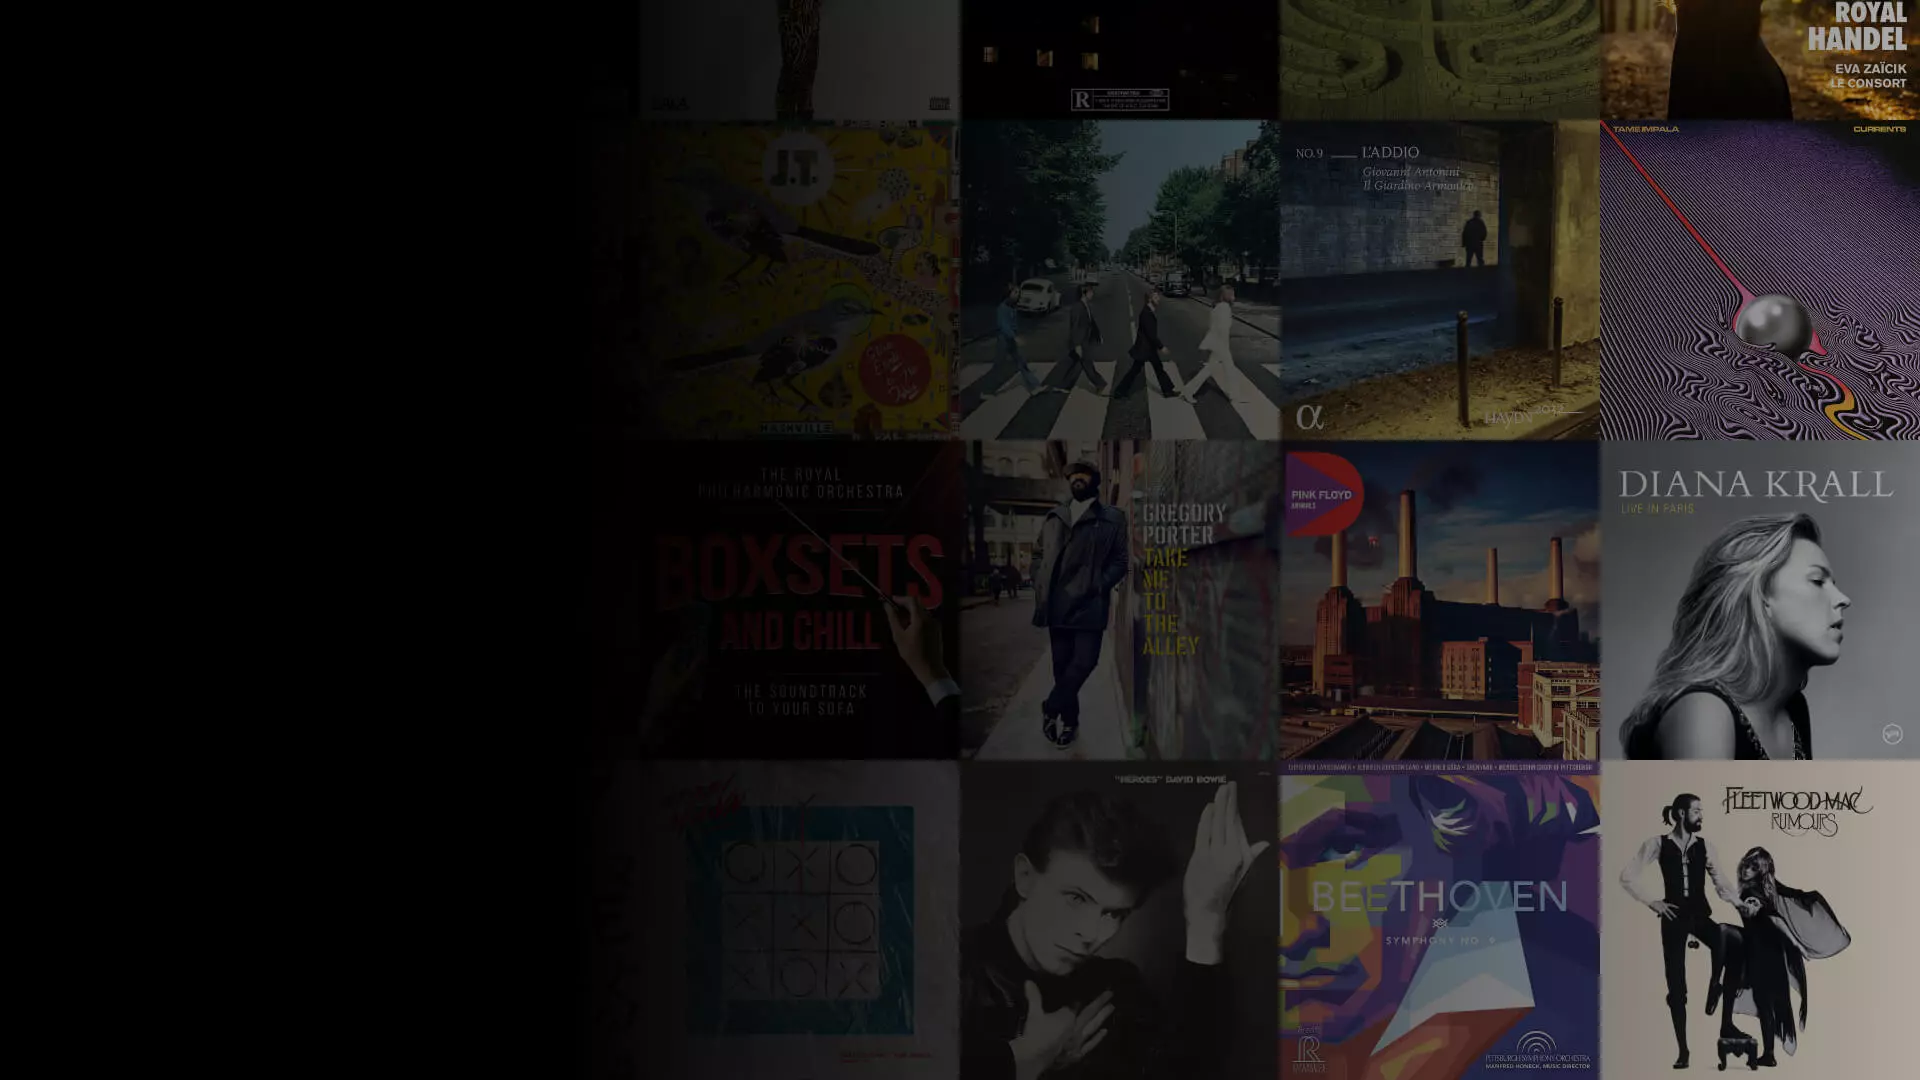 ROYAL
HANDEL
EVA ZAÏCIK
LE CONSORT
R
J.T.
NASHVILLE
NO. 9
L'ADDIO
Giovanni Antonini
Il Giardino Armonico
α
HAYDN2032
TAME IMPALA
CURRENTS
THE ROYAL
PHILHARMONIC ORCHESTRA
BOXSETS
AND CHILL
THE SOUNDTRACK
TO YOUR SOFA
GREGORY
PORTER
TAKE
ME
TO
THE
ALLEY
PINK FLOYD
ANIMALS
DIANA KRALL
LIVE IN PARIS
"HEROES" DAVID BOWIE
BEETHOVEN
SYMPHONY NO. 9
R
PITTSBURGH SYMPHONY ORCHESTRA
MANFRED HONECK, MUSIC DIRECTOR
FLEETWOOD MAC
RUMOURS